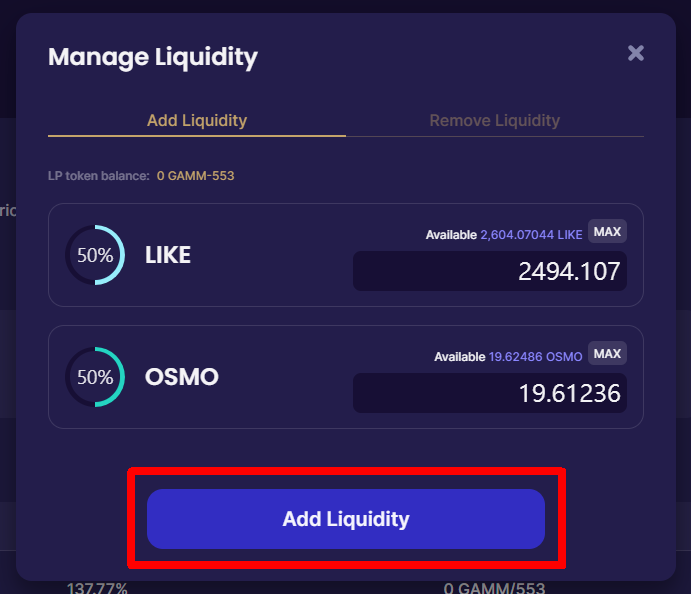 Manage Liquidity
Add Liquidity
Remove Liquidity
LP token balance: 0 GAMM-553
Available 2,604.07044 LIKE MAX
50% LIKE
2494.107
Available 19.62486 OSMO MAX
50% OSMO
19.61236
Add Liquidity
137.77%
0 GAMM/553